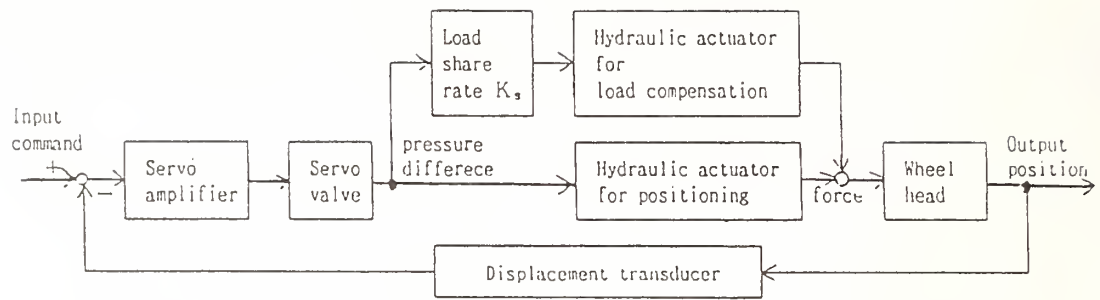 Load
share
rate Ks
Hydraulic actuator
for
load compensation
Input
command
+
−
Servo
amplifier
Servo
valve
pressure
differece
Hydraulic actuator
for positioning
force
Wheel
head
Output
position
Displacement transducer